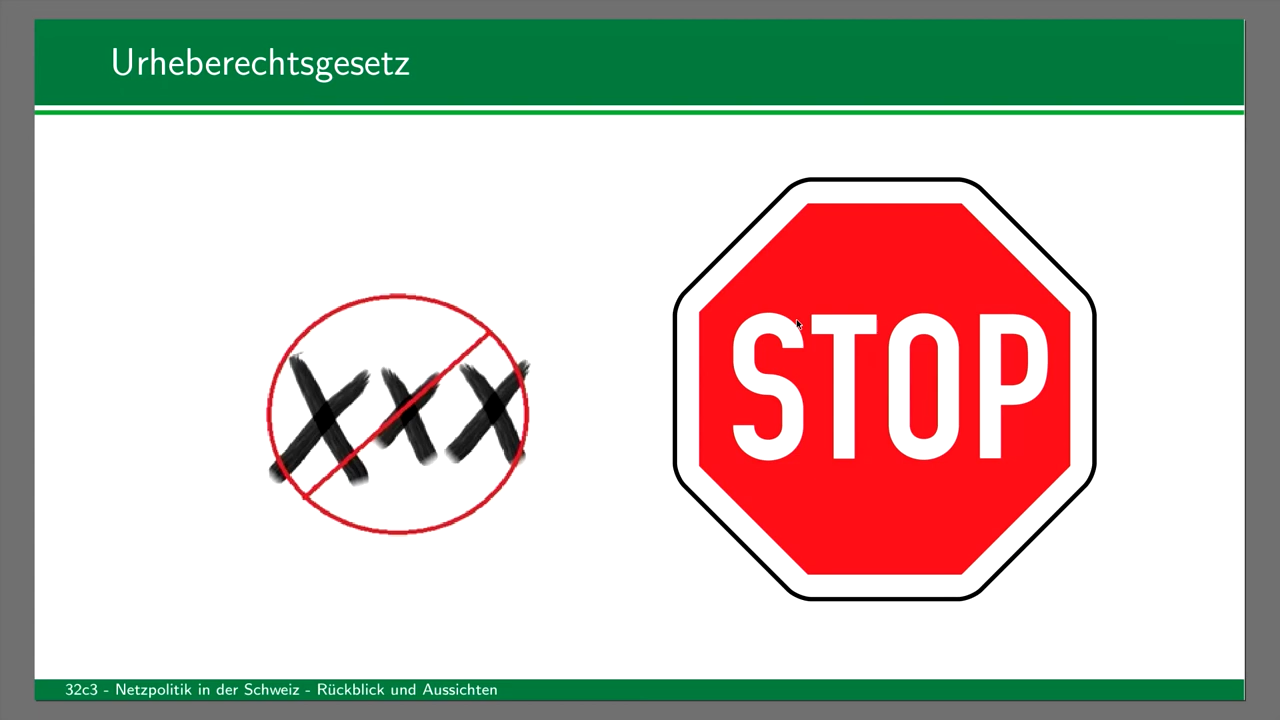 Urheberechtsgesetz
xxx
STOP
32c3 - Netzpolitik in der Schweiz - Rückblick und Aussichten